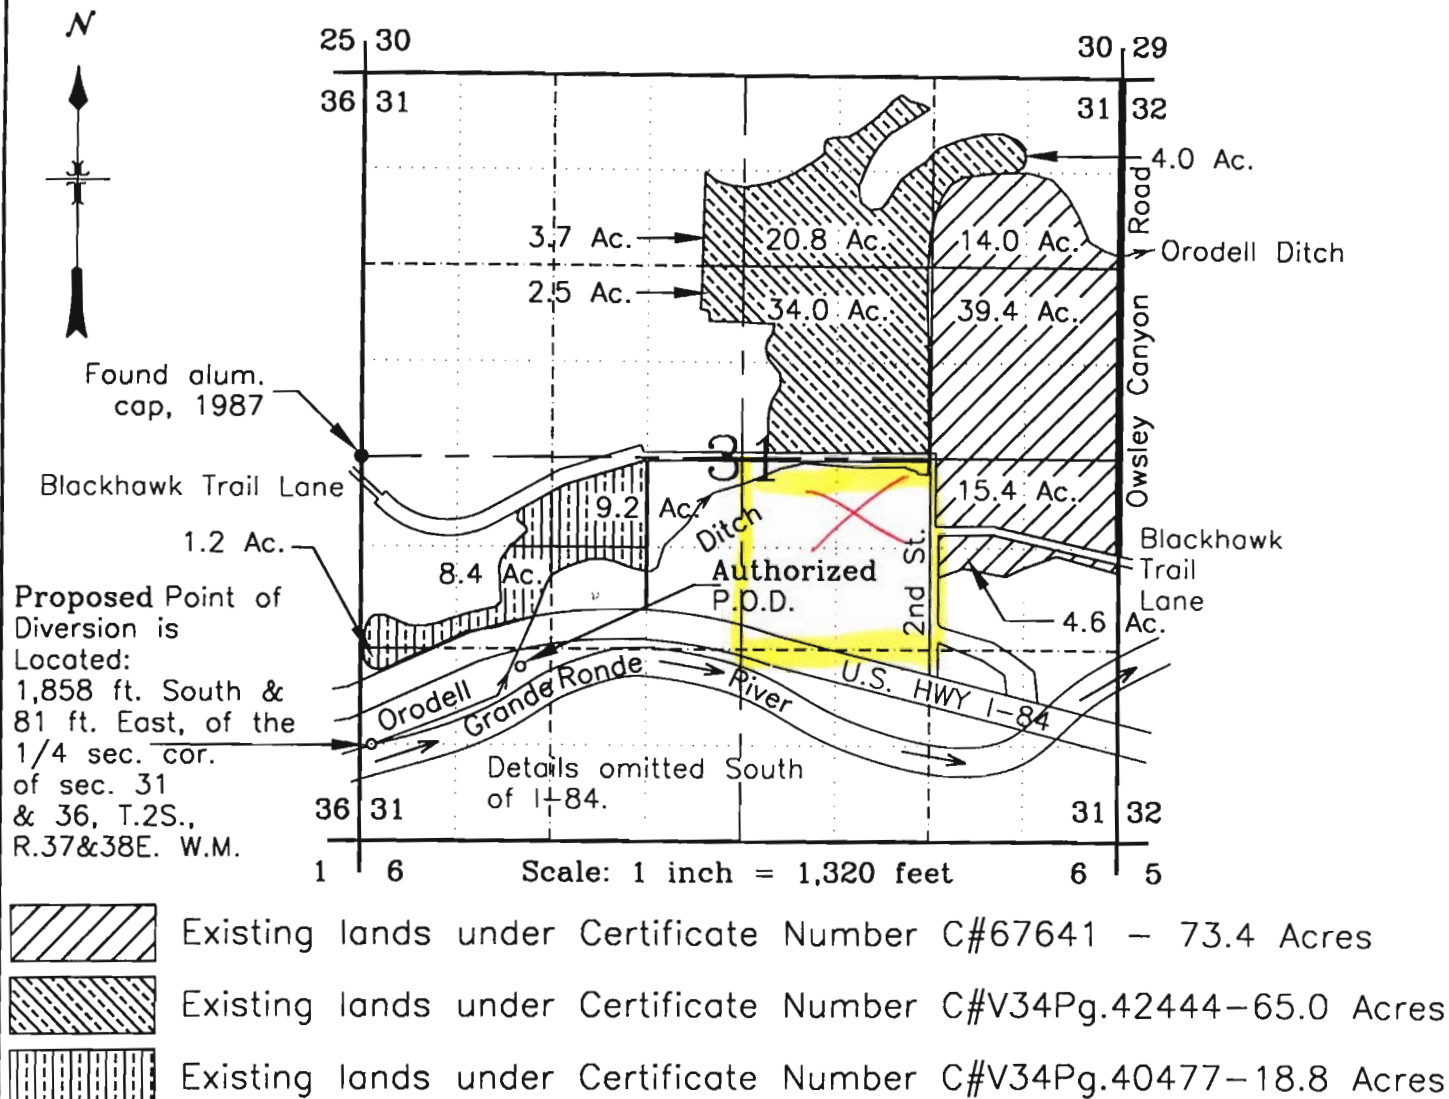 N
25 30
30 29
36 31
31 32
4.0 Ac.
Road
3.7 Ac.
20.8 Ac.
14.0 Ac.
Orodell Ditch
2.5 Ac.
34.0 Ac.
39.4 Ac.
Owsley Canyon
Found alum.
cap, 1987
31
Blackhawk Trail Lane
9.2 Ac.
15.4 Ac.
Ditch
2nd St.
1.2 Ac.
8.4 Ac.
Authorized
P.O.D.
Blackhawk
Trail
Lane
4.6 Ac.
Proposed Point of
Diversion is
Located:
1,858 ft. South &
81 ft. East, of the
1/4 sec. cor.
of sec. 31
& 36, T.2S.,
R.37&38E. W.M.
Orodell
Grande Ronde
River
U.S. HWY I-84
Details omitted South
of I-84.
36 31
31 32
1 6
Scale: 1 inch = 1,320 feet
6 5
Existing lands under Certificate Number C#67641 - 73.4 Acres
Existing lands under Certificate Number C#V34Pg.42444-65.0 Acres
Existing lands under Certificate Number C#V34Pg.40477-18.8 Acres